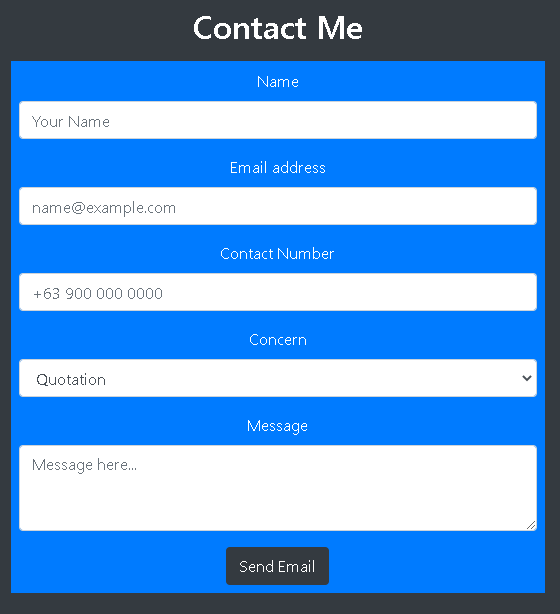 Contact Me
Name
Your Name
Email address
name@example.com
Contact Number
+63 900 000 0000
Concern
Quotation
Message
Message here...
Send Email